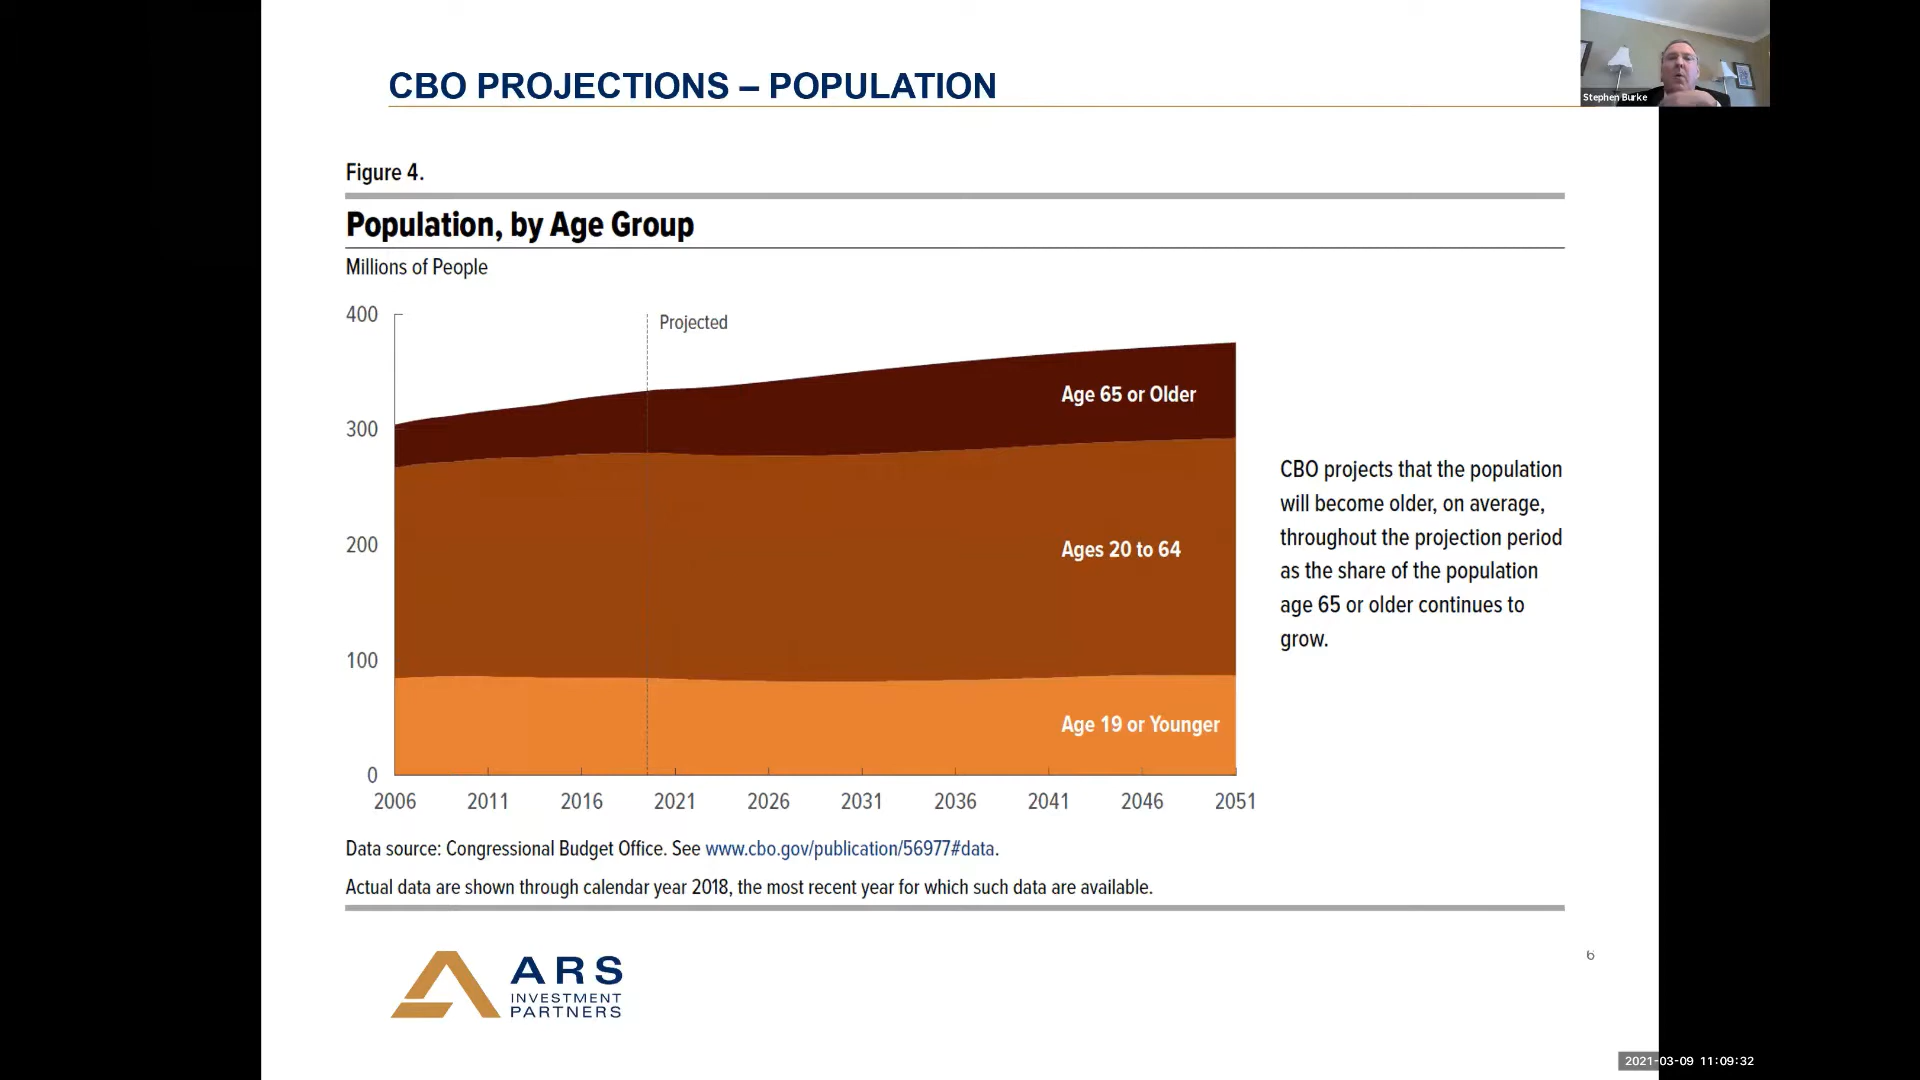 CBO PROJECTIONS – POPULATION
Stephen Burke
Figure 4.
Population, by Age Group
Millions of People
400
300
200
100
0
Projected
Age 65 or Older
Ages 20 to 64
Age 19 or Younger
2006 2011 2016 2021 2026 2031 2036 2041 2046 2051
CBO projects that the population
will become older, on average,
throughout the projection period
as the share of the population
age 65 or older continues to
grow.
Data source: Congressional Budget Office. See www.cbo.gov/publication/56977#data.
Actual data are shown through calendar year 2018, the most recent year for which such data are available.
ARS
INVESTMENT
PARTNERS
6
2021-03-09 11:09:32